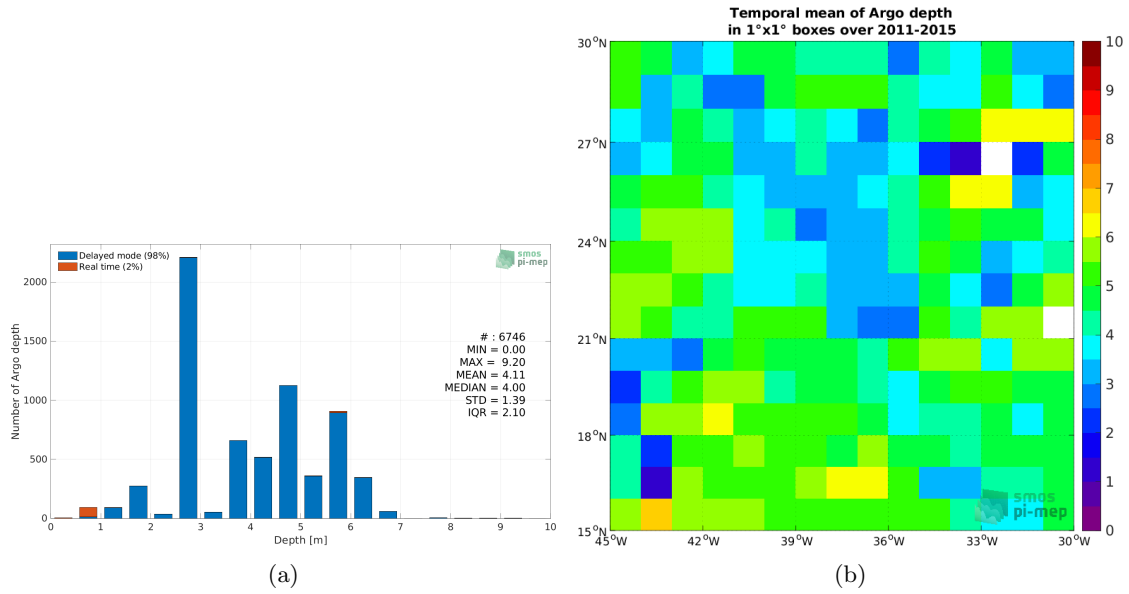 Delayed mode (98%)
Real time (2%)
smos
pi-mep
# : 6746
MIN = 0.00
MAX = 9.20
MEAN = 4.11
MEDIAN = 4.00
STD = 1.39
IQR = 2.10
Number of Argo depth
2000
1500
1000
500
0
0 1 2 3 4 5 6 7 8 9 10
Depth [m]
(a)
Temporal mean of Argo depth
in 1°x1° boxes over 2011-2015
30°N
27°N
24°N
21°N
18°N
15°N
45°W 42°W 39°W 36°W 33°W 30°W
smos
pi-mep
10
9
8
7
6
5
4
3
2
1
0
(b)